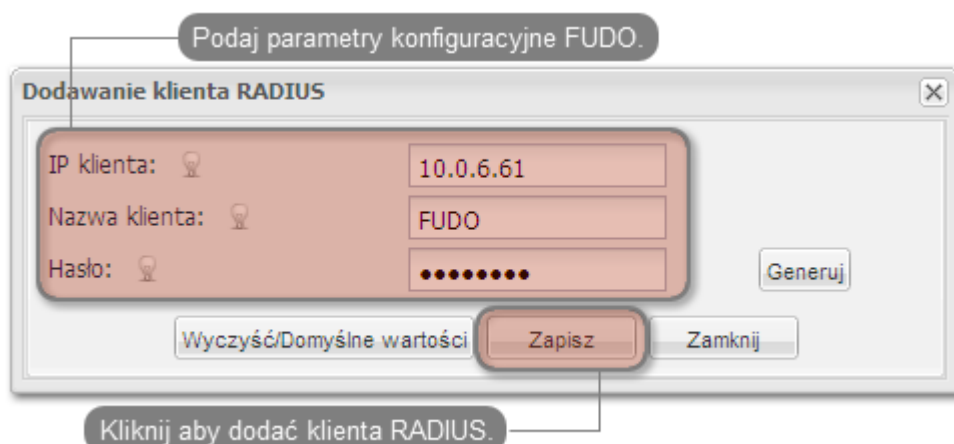 Podaj parametry konfiguracyjne FUDO.
Dodawanie klienta RADIUS
IP klienta: 10.0.6.61
Nazwa klienta: FUDO
Hasło: ●●●●●●●●
Generuj
Wyczyść/Domyślne wartości Zapisz Zamknij
Kliknij aby dodać klienta RADIUS.